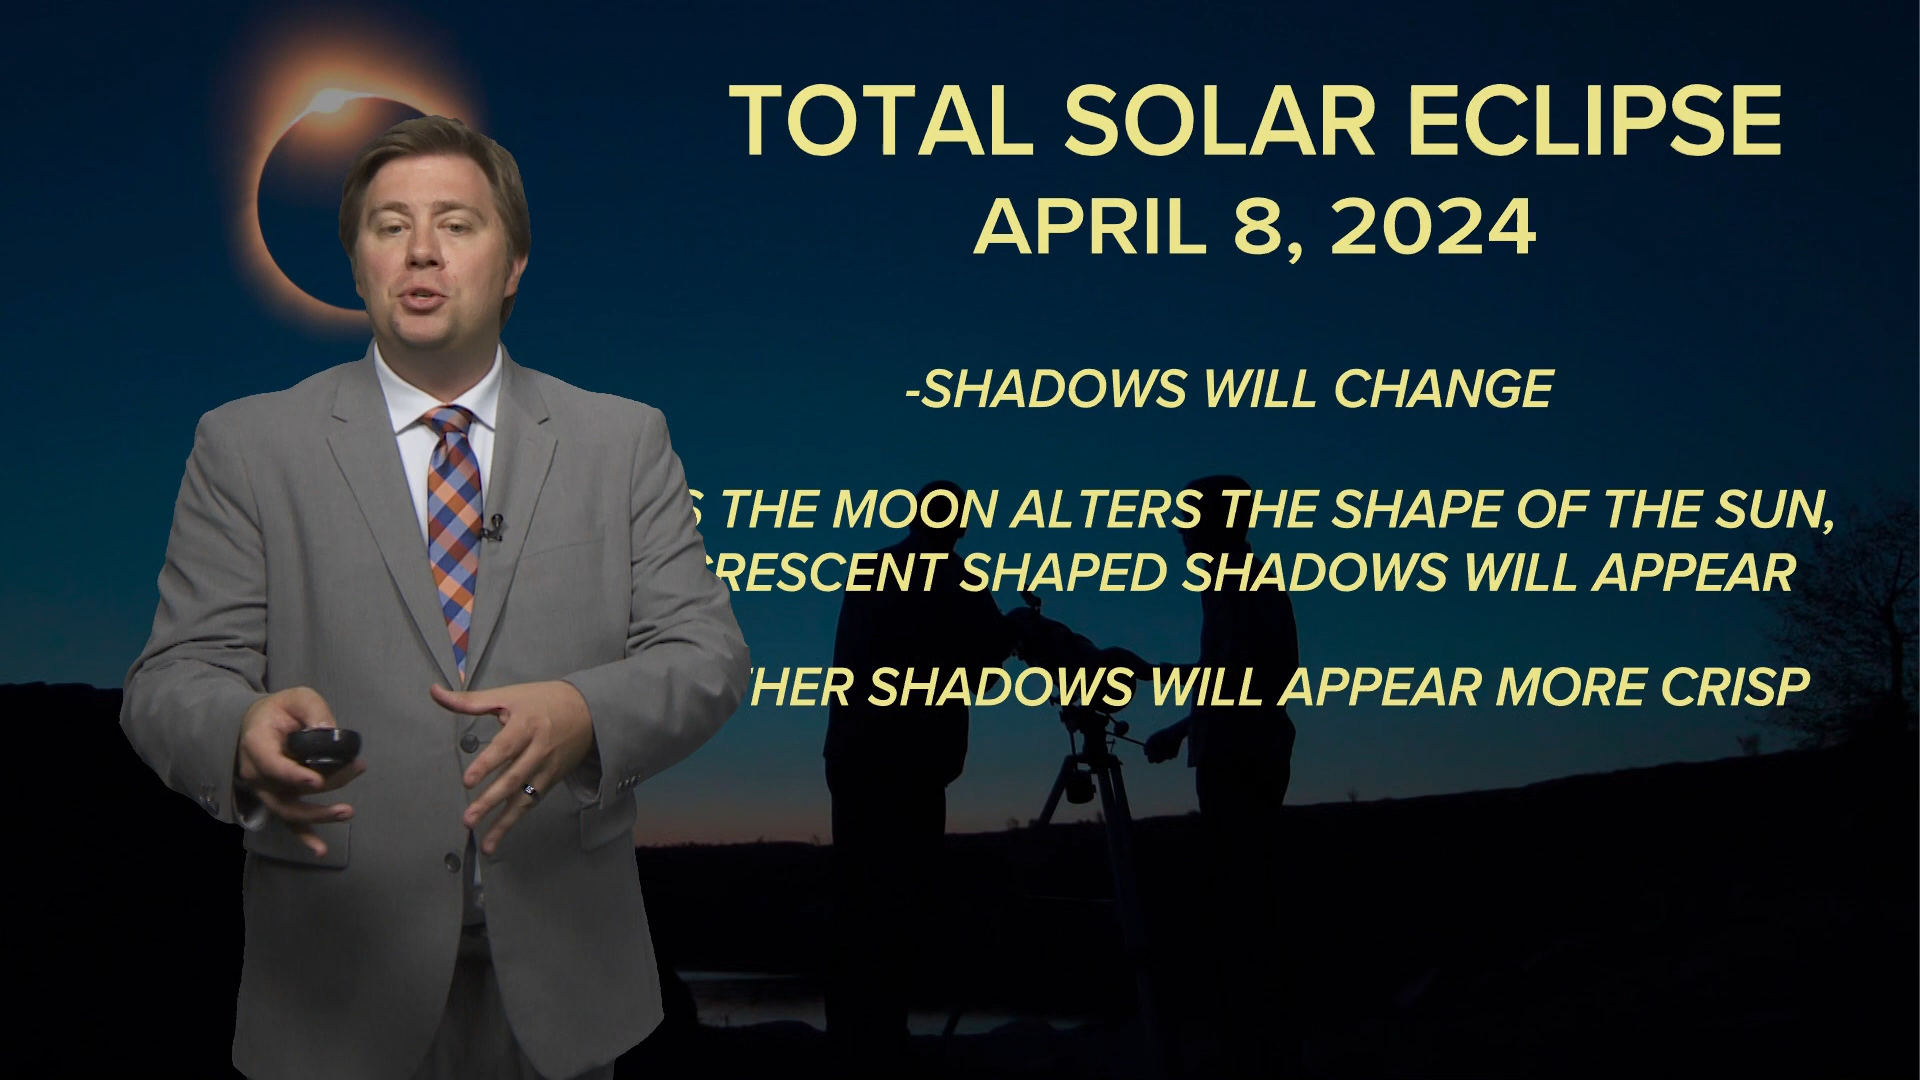 TOTAL SOLAR ECLIPSE
APRIL 8, 2024
-SHADOWS WILL CHANGE
THE MOON ALTERS THE SHAPE OF THE SUN,
CRESCENT SHAPED SHADOWS WILL APPEAR
SHADOWS WILL APPEAR MORE CRISP